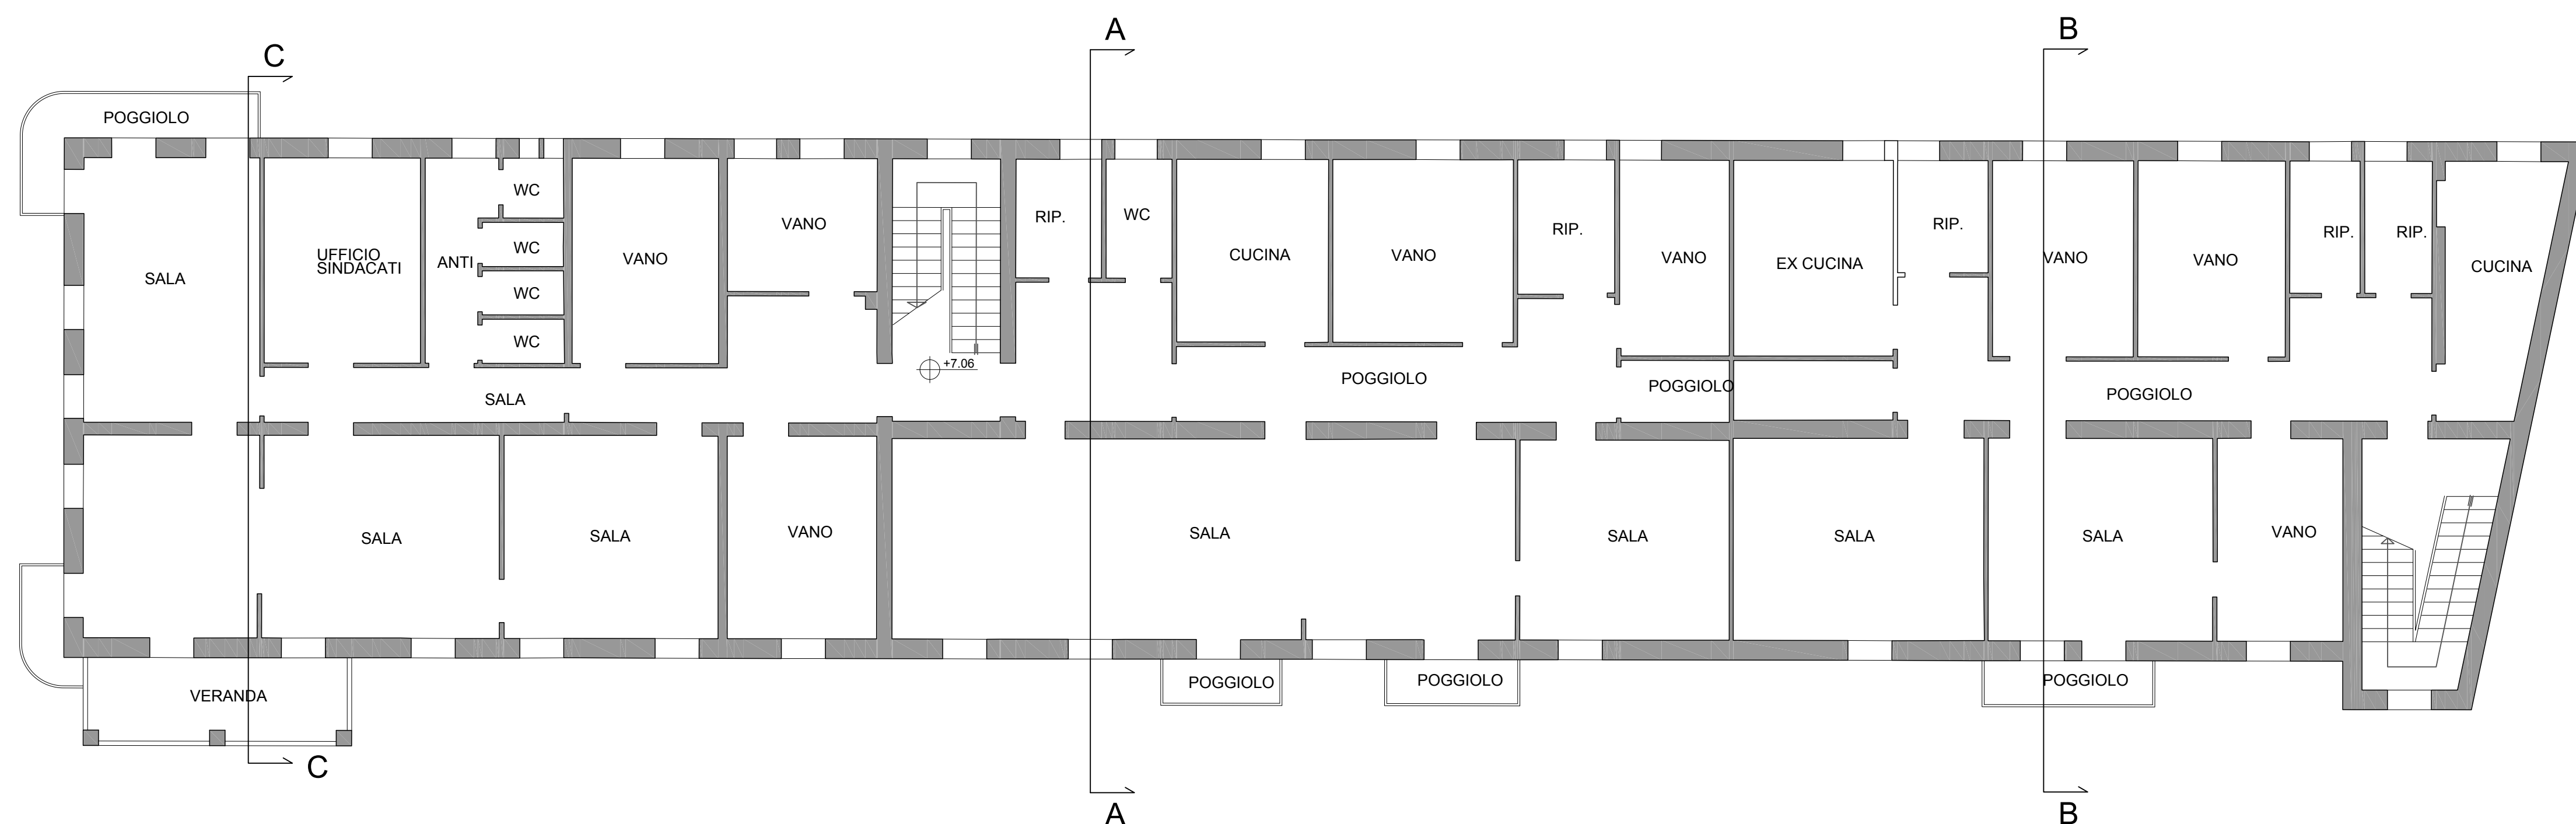 A
B
C
POGGIOLO
WC
WC
RIP.
VANO
RIP.
RIP.
RIP.
RIP.
WC
UFFICIO
SINDACATI
ANTI
VANO
CUCINA
VANO
VANO
EX CUCINA
VANO
VANO
CUCINA
SALA
WC
WC
+7.06
POGGIOLO
POGGIOLO
POGGIOLO
SALA
SALA
SALA
VANO
SALA
SALA
SALA
SALA
VANO
VERANDA
POGGIOLO
POGGIOLO
POGGIOLO
C
A
B